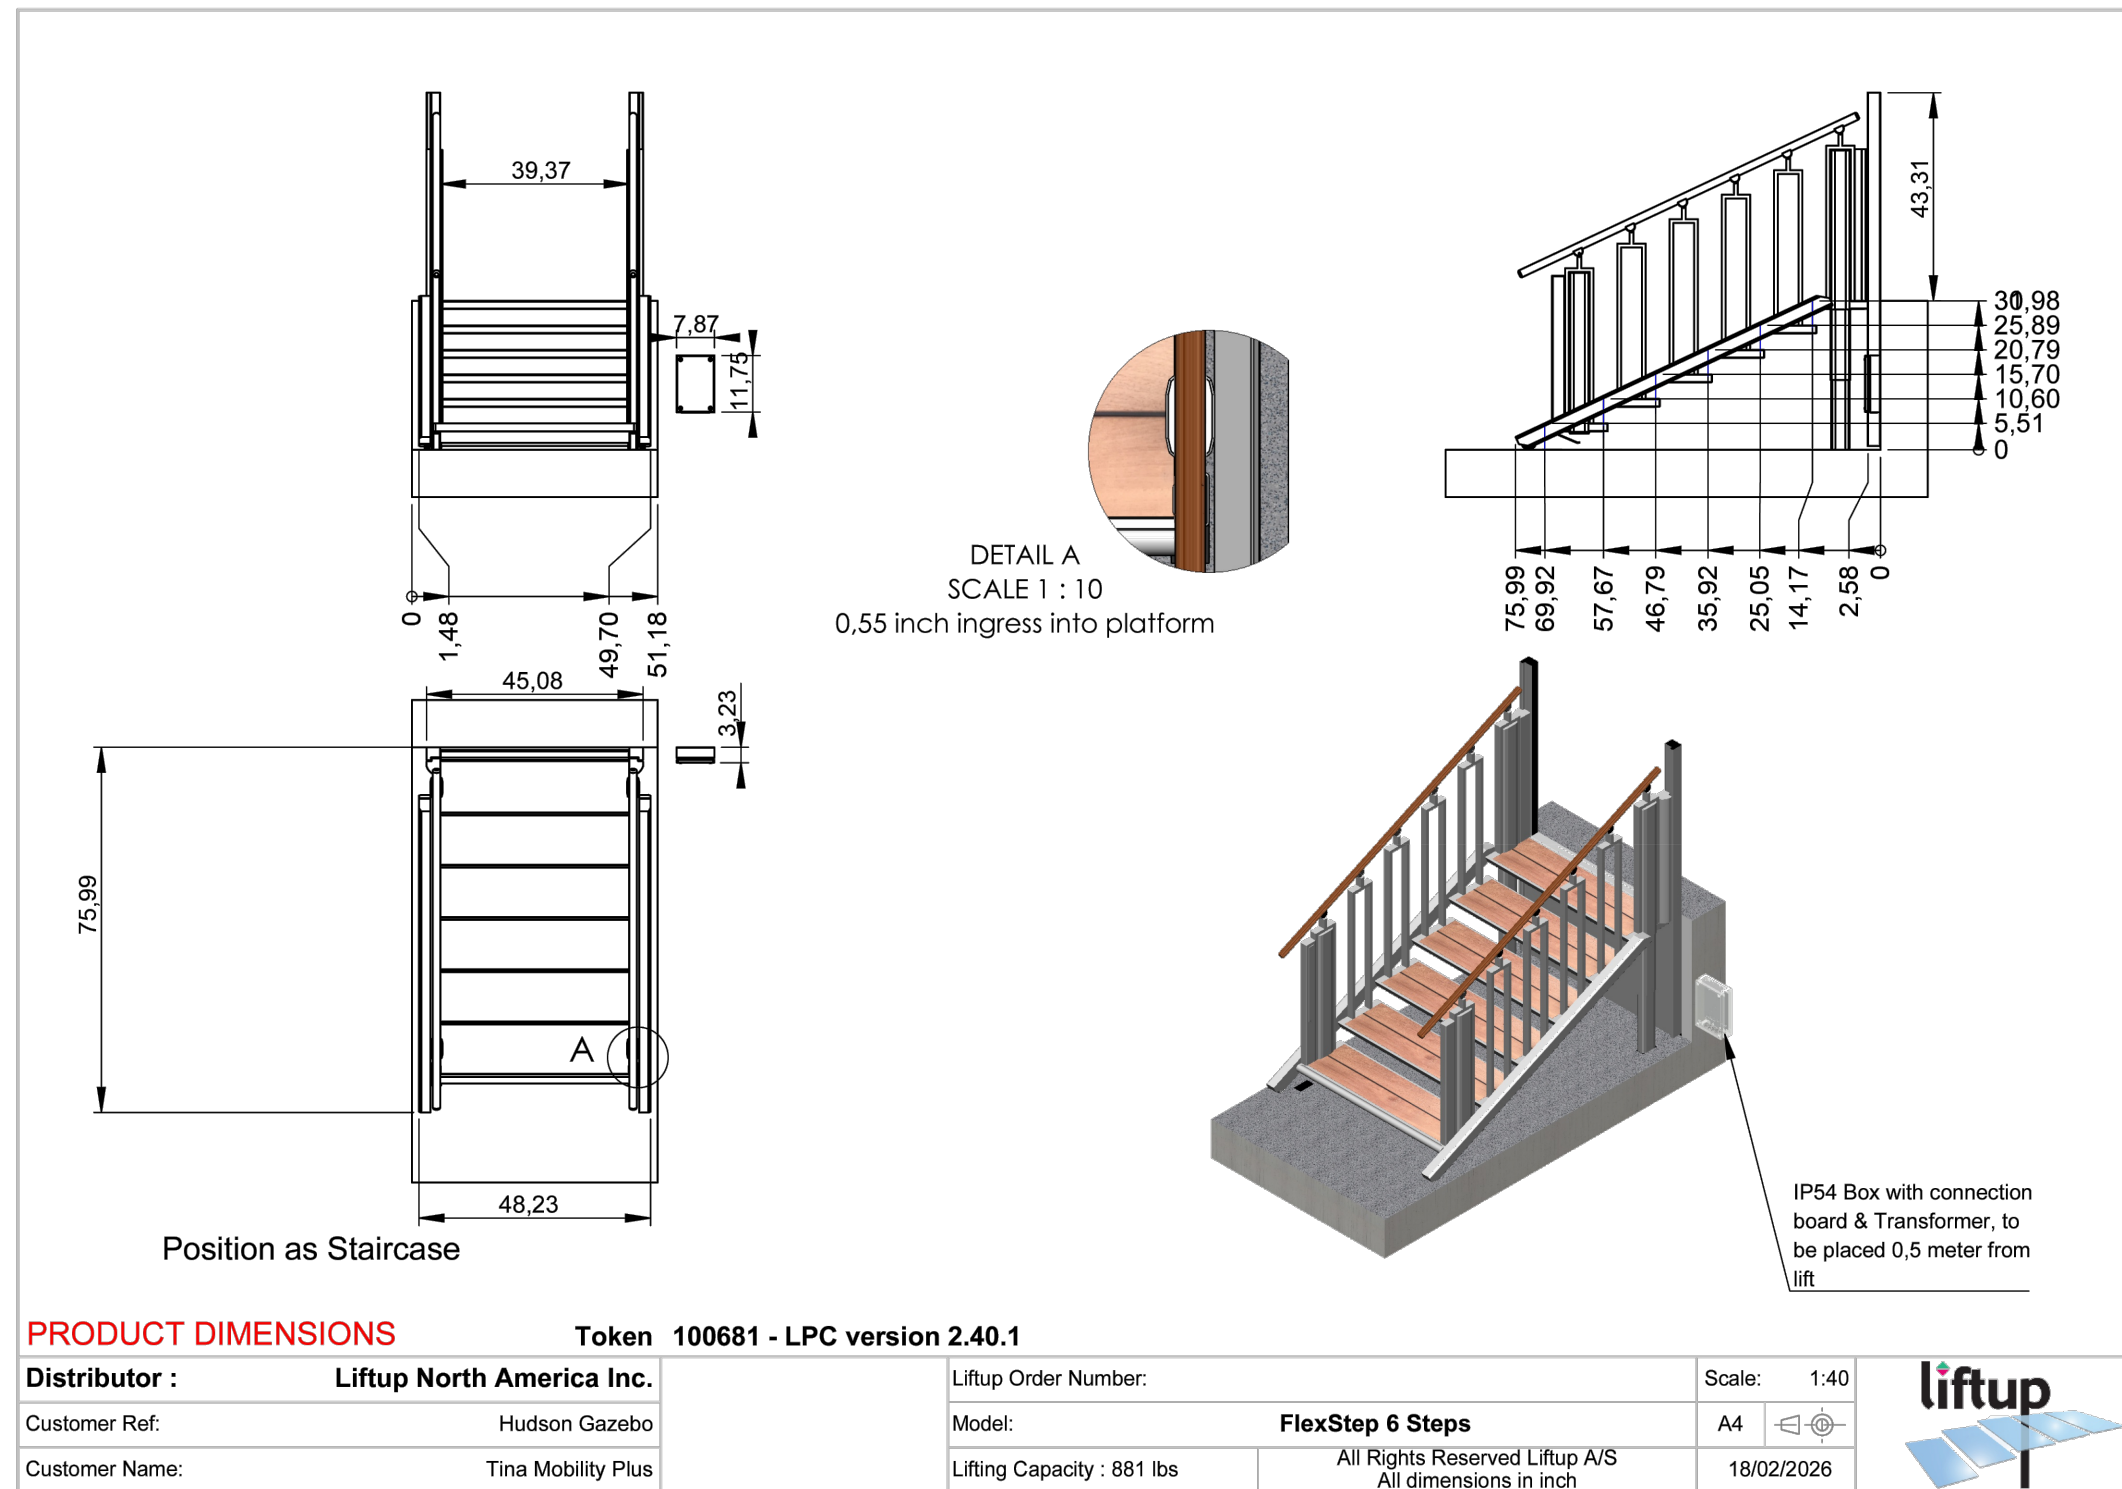 39,37
7,87
11,75
0
1,48
49,70
51,18
DETAIL A
SCALE 1 : 10
0,55 inch ingress into platform
43,31
30,98
25,89
20,79
15,70
10,60
5,51
0
75,99
69,92
57,67
46,79
35,92
25,05
14,17
2,58
0
45,08
3,23
75,99
A
48,23
Position as Staircase
IP54 Box with connection
board & Transformer, to
be placed 0,5 meter from
lift
PRODUCT DIMENSIONS
Token 100681 - LPC version 2.40.1
Distributor : Liftup North America Inc.
Customer Ref: Hudson Gazebo
Customer Name: Tina Mobility Plus
Liftup Order Number:
Model: FlexStep 6 Steps
Lifting Capacity : 881 lbs
All Rights Reserved Liftup A/S
All dimensions in inch
Scale: 1:40
A4
18/02/2026
liftup